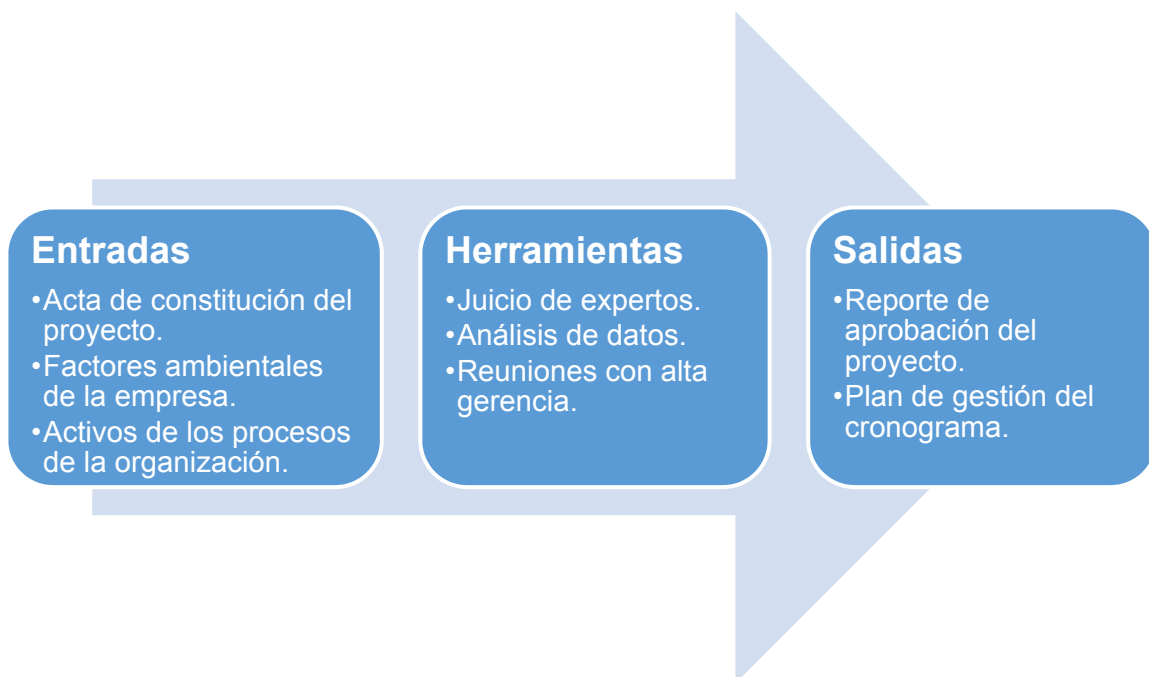 Entradas
•Acta de constitución del
proyecto.
•Factores ambientales
de la empresa.
•Activos de los procesos
de la organización.
Herramientas
•Juicio de expertos.
•Análisis de datos.
•Reuniones con alta
gerencia.
Salidas
•Reporte de
aprobación del
proyecto.
•Plan de gestión del
cronograma.